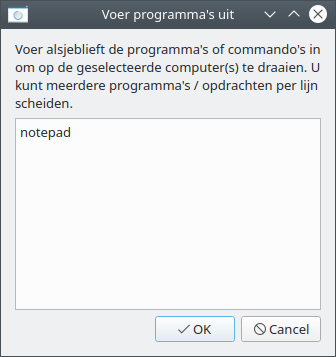 Voer programma's uit
Voer alsjeblieft de programma's of commando's in
om op de geselecteerde computer(s) te draaien. U
kunt meerdere programma's / opdrachten per lijn
scheiden.
notepad
OK
Cancel